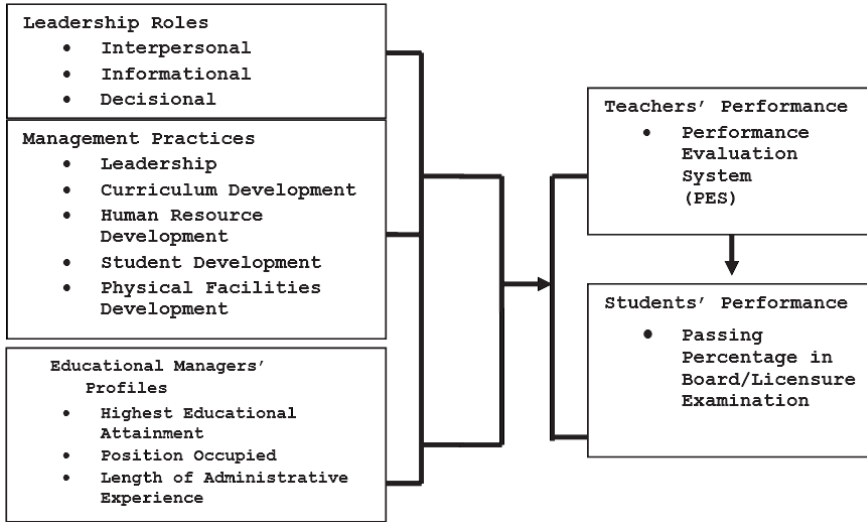 Leadership Roles
• Interpersonal
• Informational
• Decisional
Management Practices
• Leadership
• Curriculum Development
• Human Resource
Development
• Student Development
• Physical Facilities
Development
Educational Managers’
Profiles
• Highest Educational
Attainment
• Position Occupied
• Length of Administrative
Experience
Teachers’ Performance
• Performance
Evaluation
System
(PES)
Students’ Performance
• Passing
Percentage in
Board/Licensure
Examination